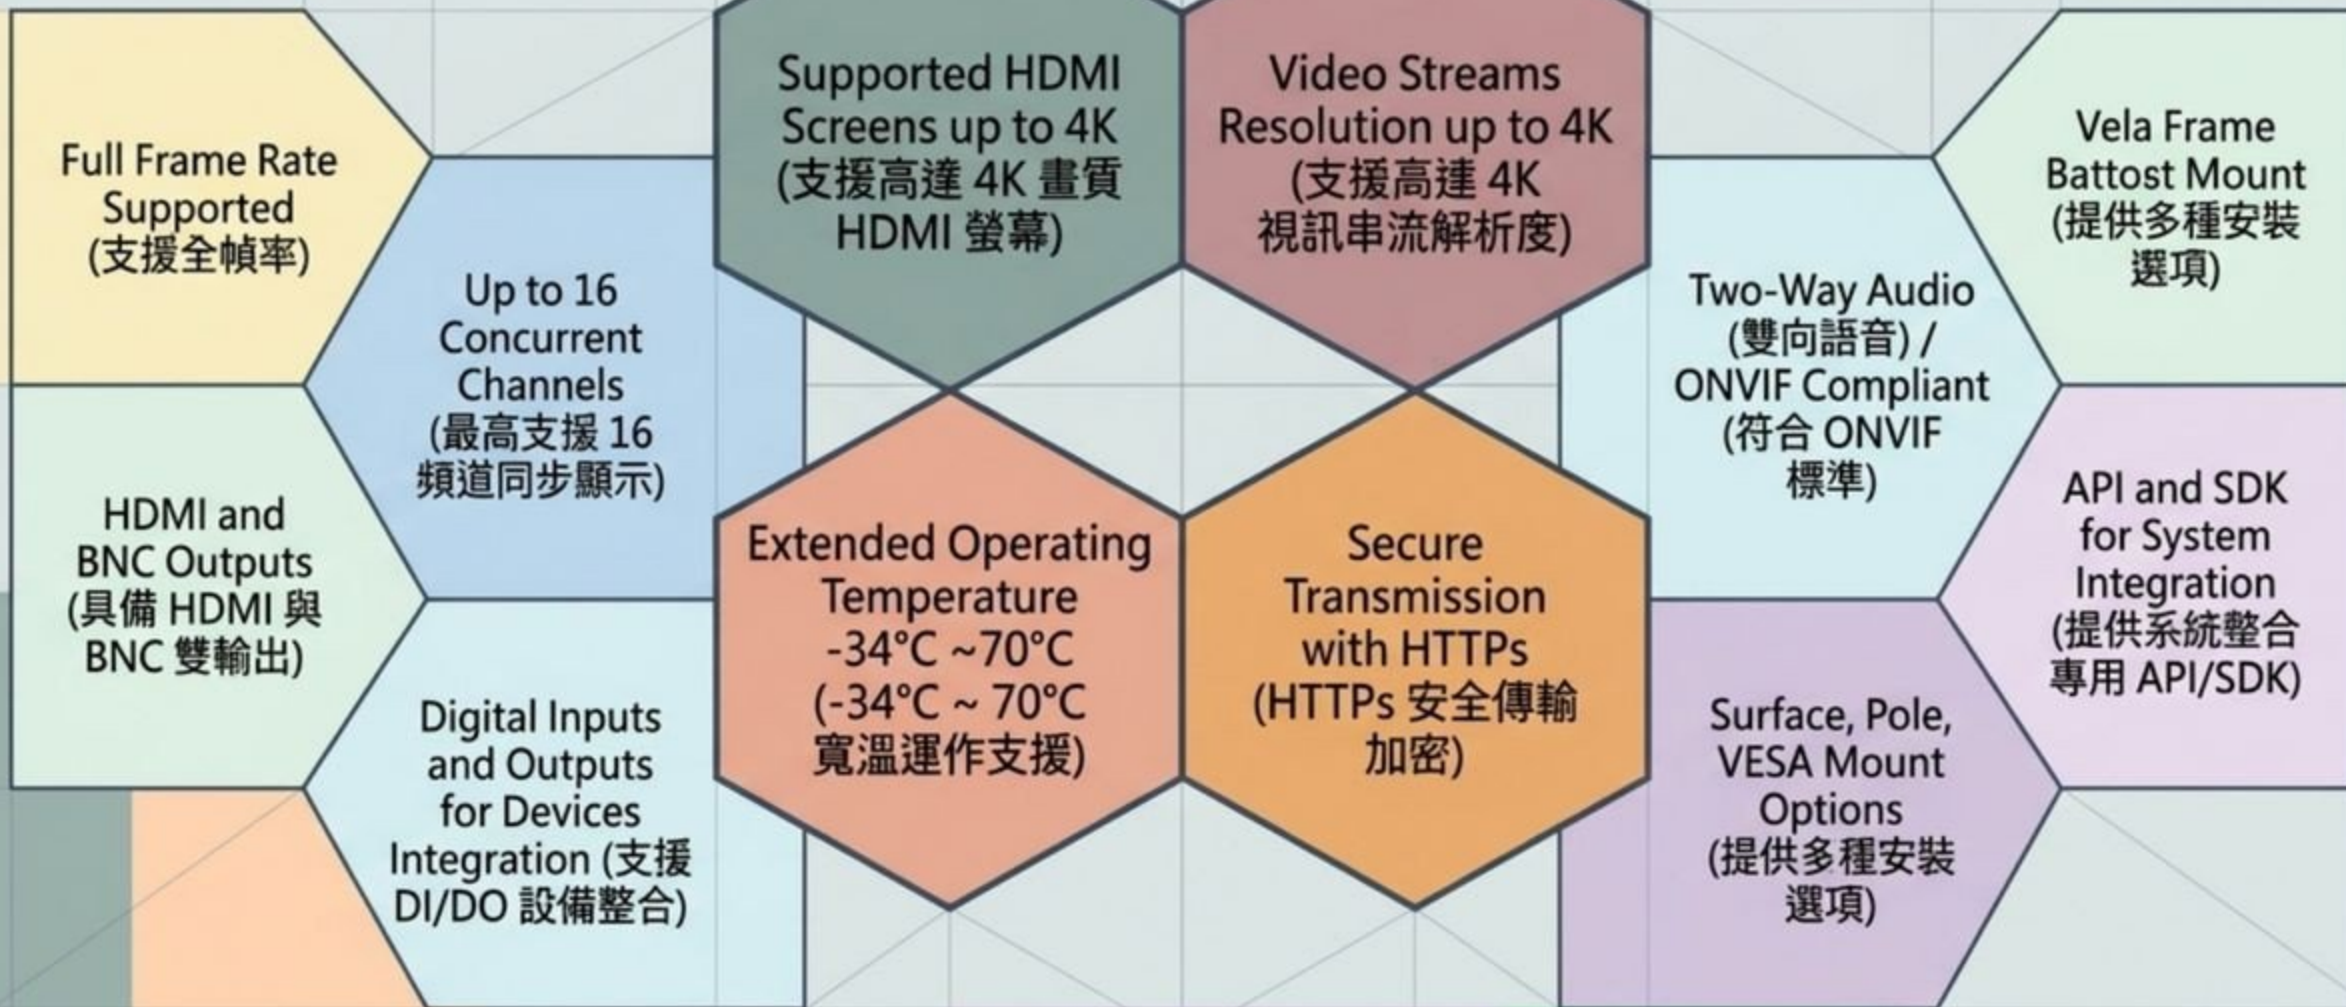 Full Frame Rate
Supported
(支援全幀率)
HDMI and
BNC Outputs
(具備 HDMI 與
BNC 雙輸出)
Up to 16
Concurrent
Channels
(最高支援 16
頻道同步顯示)
Digital Inputs
and Outputs
for Devices
Integration (支援
DI/DO 設備整合)
Supported HDMI
Screens up to 4K
(支援高達 4K 畫質
HDMI 螢幕)
Video Streams
Resolution up to 4K
(支援高達 4K
視訊串流解析度)
Extended Operating
Temperature
-34°C ~70°C
(-34°C ~ 70°C
寬溫運作支援)
Secure
Transmission
with HTTPs
(HTTPs 安全傳輸
加密)
Two-Way Audio
(雙向語音) /
ONVIF Compliant
(符合 ONVIF
標準)
Surface, Pole,
VESA Mount
Options
(提供多種安裝
選項)
Vela Frame
Battost Mount
(提供多種安裝
選項)
API and SDK
for System
Integration
(提供系統整合
專用 API/SDK)